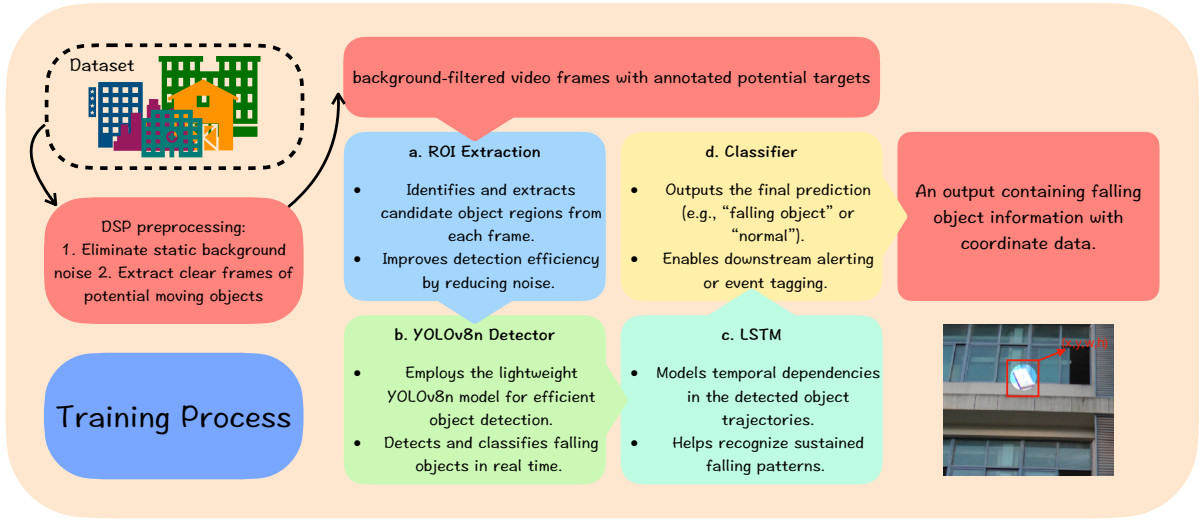 Dataset
DSP preprocessing:
1. Eliminate static background
noise 2. Extract clear frames of
potential moving objects
Training Process
background-filtered video frames with annotated potential targets
a. ROI Extraction
• Identifies and extracts
candidate object regions from
each frame.
• Improves detection efficiency
by reducing noise.
b. YOLOv8n Detector
• Employs the lightweight
YOLOv8n model for efficient
object detection.
• Detects and classifies falling
objects in real time.
c. LSTM
• Models temporal dependencies
in the detected object
trajectories.
• Helps recognize sustained
falling patterns.
d. Classifier
• Outputs the final prediction
(e.g., “falling object” or
“normal”).
• Enables downstream alerting
or event tagging.
An output containing falling
object information with
coordinate data.